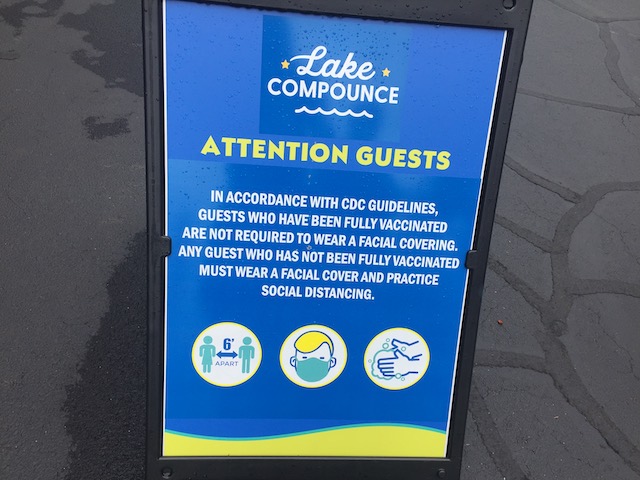 Lake
COMPOUNCE
ATTENTION GUESTS
IN ACCORDANCE WITH CDC GUIDELINES,
GUESTS WHO HAVE BEEN FULLY VACCINATED
ARE NOT REQUIRED TO WEAR A FACIAL COVERING.
ANY GUEST WHO HAS NOT BEEN FULLY VACCINATED
MUST WEAR A FACIAL COVER AND PRACTICE
SOCIAL DISTANCING.
6'
APART